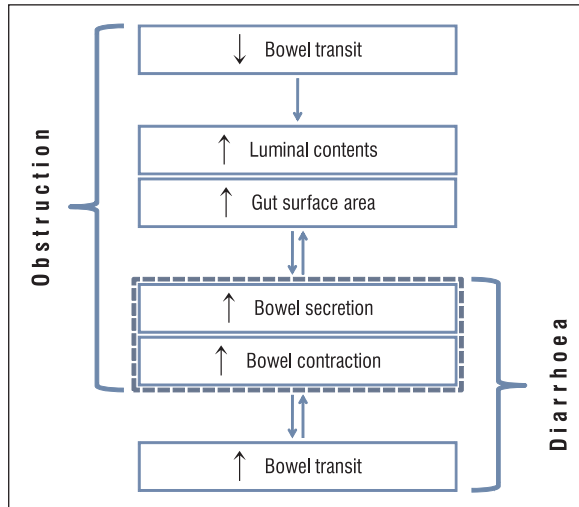 ↓ Bowel transit
↑ Luminal contents
↑ Gut surface area
↑ Bowel secretion
↑ Bowel contraction
↑ Bowel transit
Obstruction
Diarrhoea